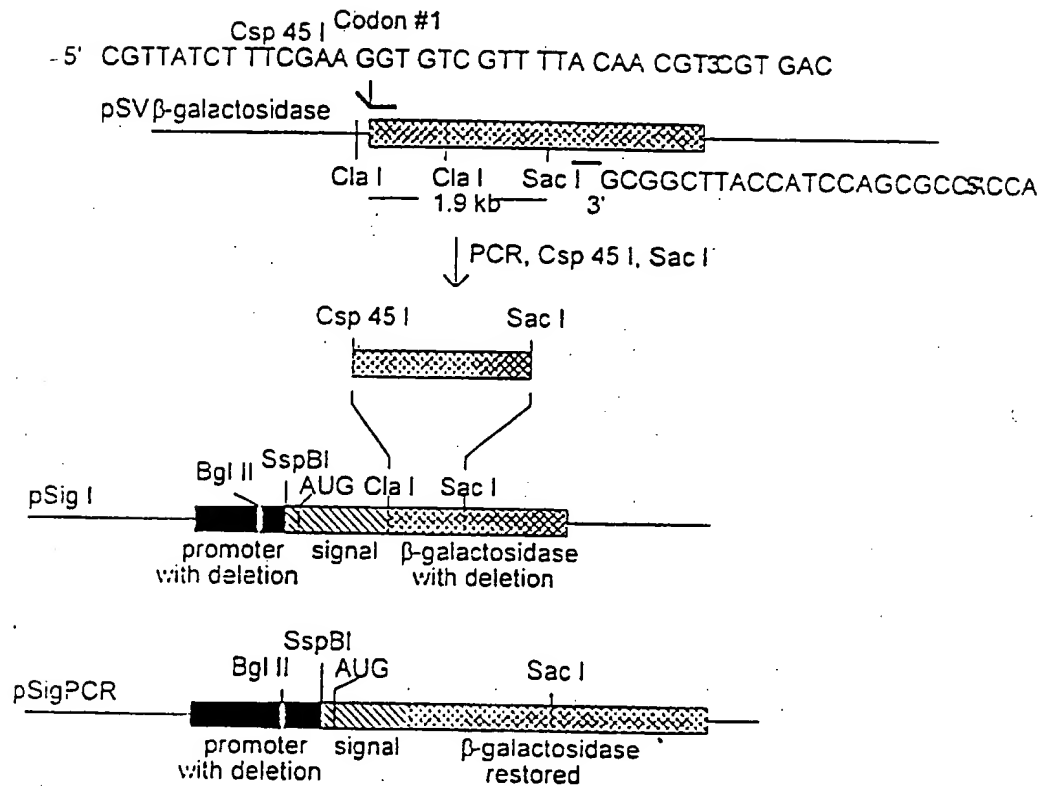 Csp 45 I Codon #1
5' CGTTATCT TTCGAA GGT GTC GTT TTA CAA CGT CGT GAC
pSVβ-galactosidase
Cla I Cla I Sac I GCGGCTTACCATCCAGCGCC CCA
1.9 kb 3'
PCR, Csp 45 I, Sac I
Csp 45 I Sac I
Bgl II SspBI
pSig I AUG Cla I Sac I
promoter signal β-galactosidase
with deletion with deletion
SspBI
Bgl II AUG Sac I
pSigPCR
promoter signal β-galactosidase
with deletion restored